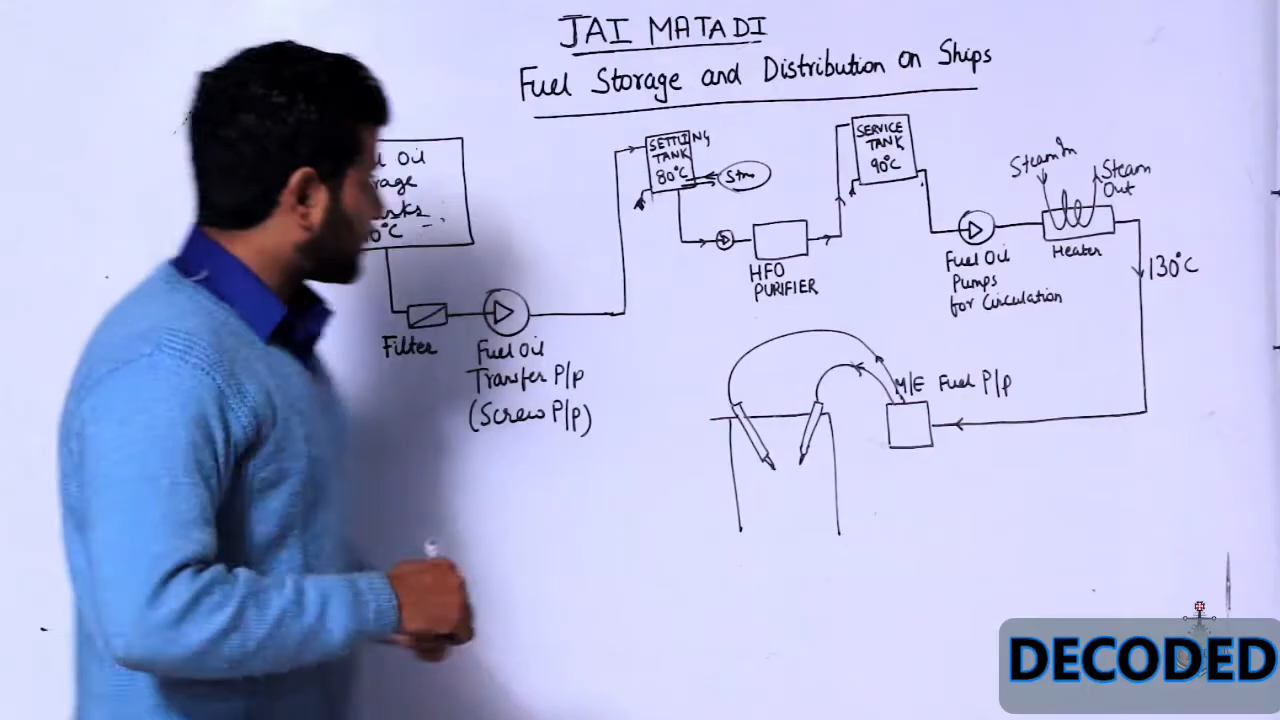 JAI MATADI
Fuel Storage and Distribution on Ships
Oil
SETTLING
TANK
80°C
Stm
HFO
PURIFIER
SERVICE
TANK
90°C
Steam In
Steam
Out
Heater
130°C
Fuel Oil
Pumps
for Circulation
Filter
Fuel Oil
Transfer P/p
(Screw P/p)
M/E Fuel P/p
DECODED